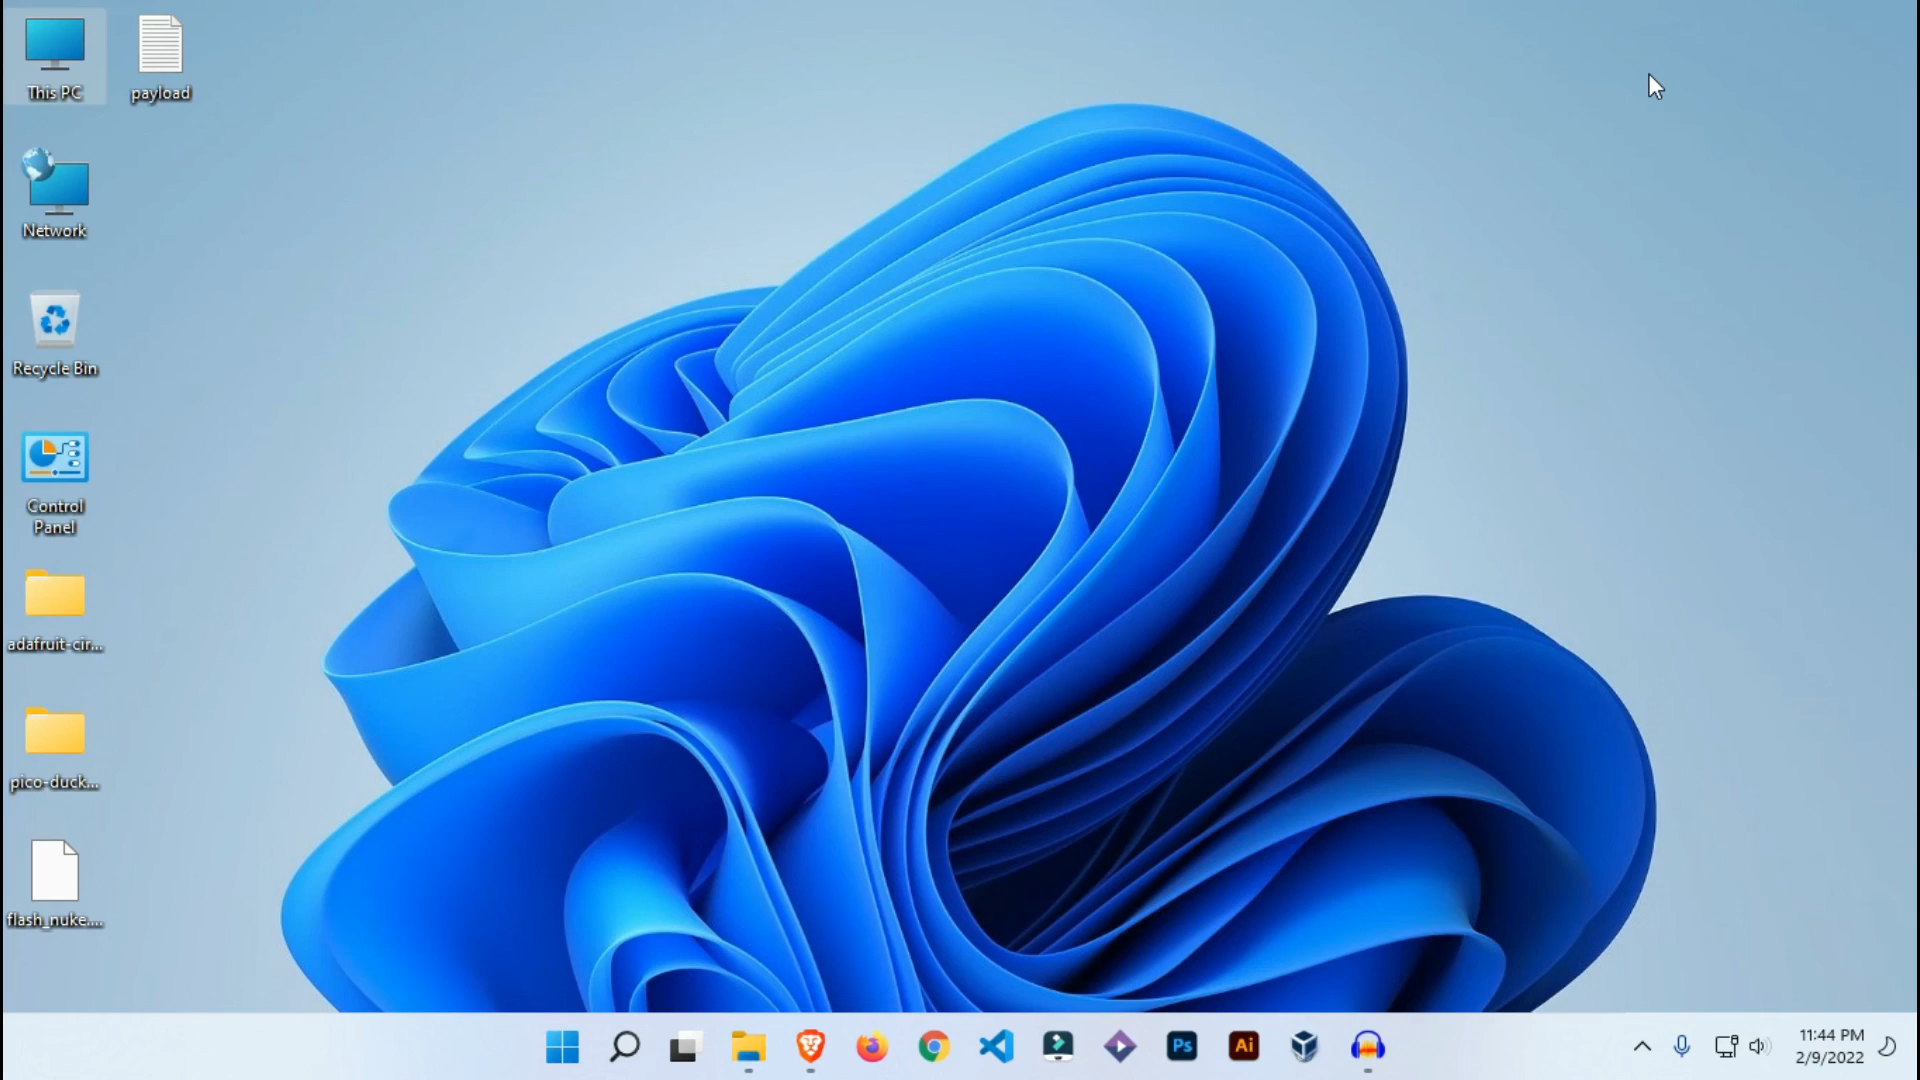 This PC
payload
Network
Recycle Bin
Control
Panel
adafruit-cir...
pico-duck...
flash_nuke....
Ps
Ai
11:44 PM
2/9/2022